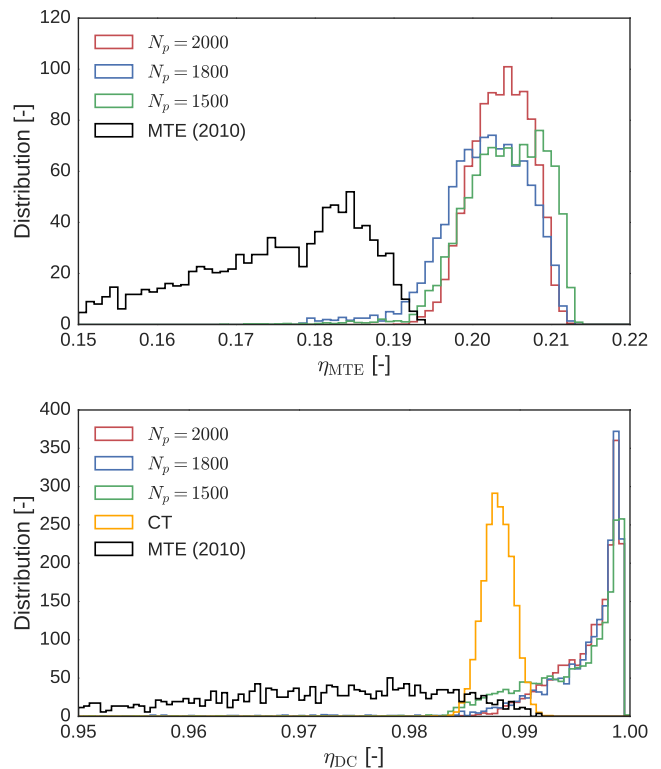 120
100
80
60
40
20
0
Distribution [-]
N_p = 2000
N_p = 1800
N_p = 1500
MTE (2010)
0.15 0.16 0.17 0.18 0.19 0.20 0.21 0.22
η_MTE [-]
400
350
300
250
200
150
100
50
0
Distribution [-]
N_p = 2000
N_p = 1800
N_p = 1500
CT
MTE (2010)
0.95 0.96 0.97 0.98 0.99 1.00
η_DC [-]